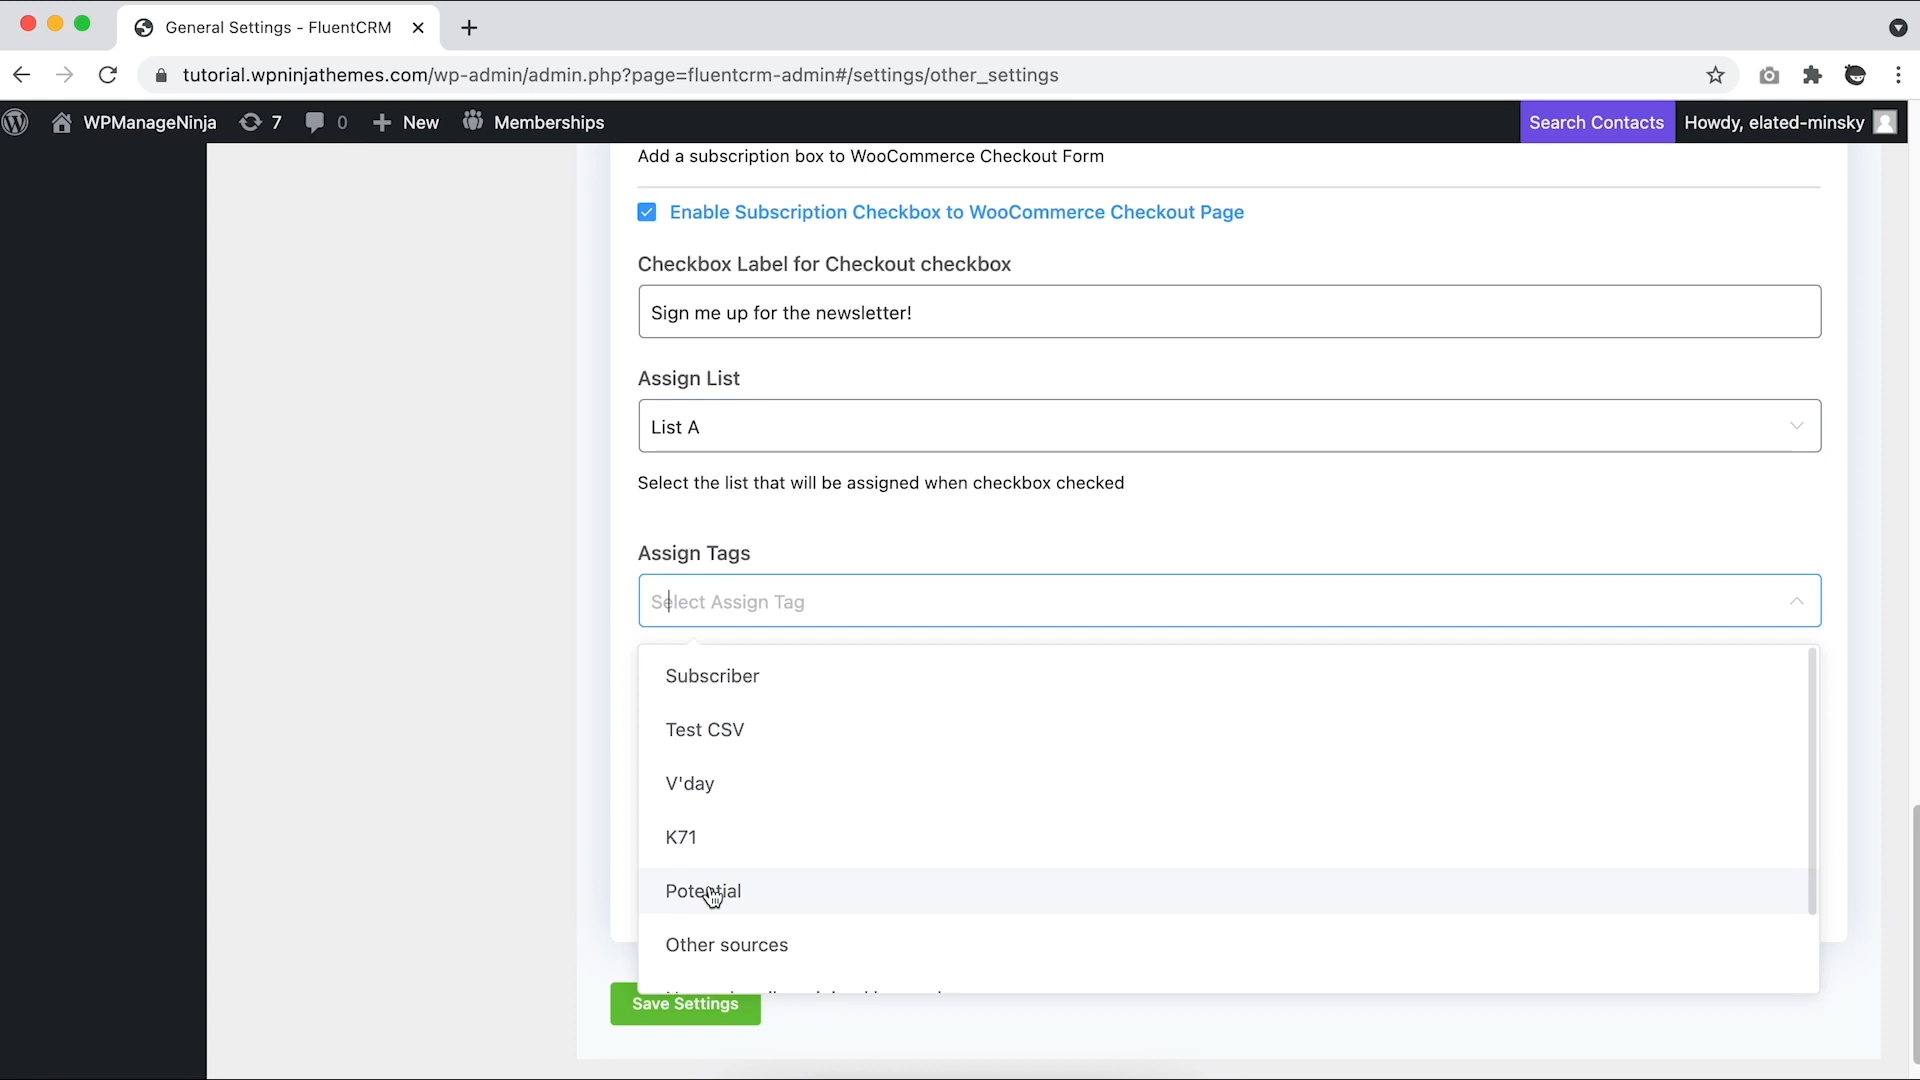 General Settings - FluentCRM
tutorial.wpninjathemes.com/wp-admin/admin.php?page=fluentcrm-admin#/settings/other_settings
WPManageNinja 7 0 New Memberships Search Contacts Howdy, elated-minsky
Add a subscription box to WooCommerce Checkout Form
Enable Subscription Checkbox to WooCommerce Checkout Page
Checkbox Label for Checkout checkbox
Sign me up for the newsletter!
Assign List
List A
Select the list that will be assigned when checkbox checked
Assign Tags
Select Assign Tag
Subscriber
Test CSV
V'day
K71
Potential
Other sources
Save Settings